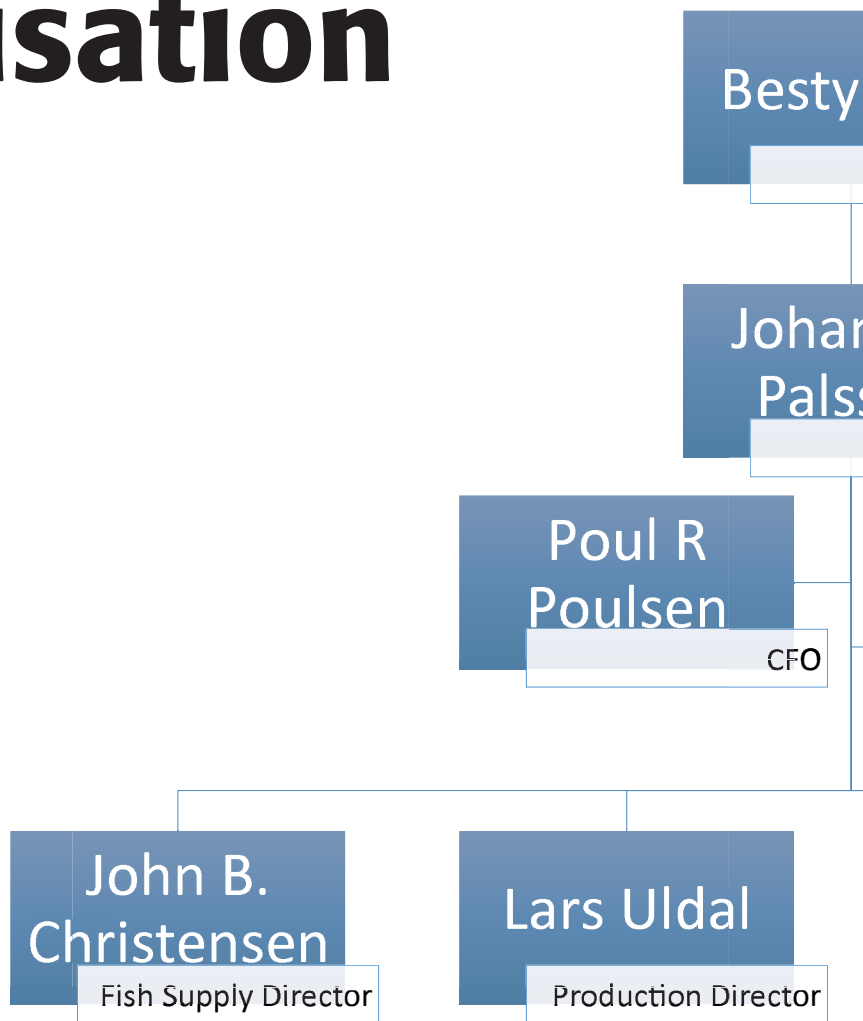 isation
Besty
Johan
Palss
Poul R
Poulsen
CFO
John B.
Christensen
Fish Supply Director
Lars Uldal
Production Director